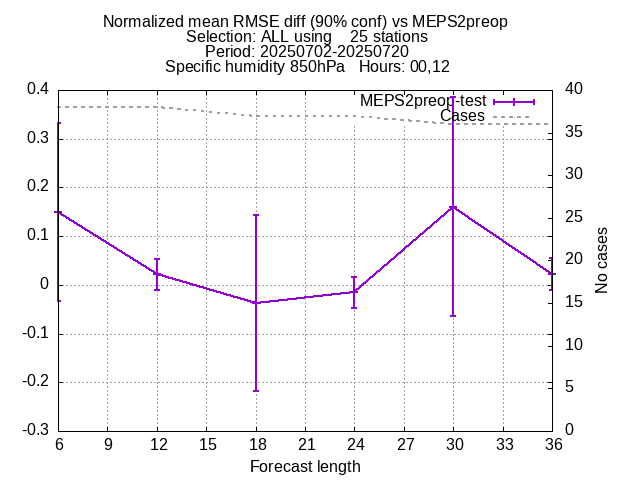 Normalized mean RMSE diff (90% conf) vs MEPS2preop
Selection: ALL using    25 stations
Period: 20250702-20250720
Specific humidity 850hPa   Hours: 00,12
MEPS2preop-test
Cases
0.4
0.3
0.2
0.1
0
-0.1
-0.2
-0.3
40
35
30
25
20
15
10
5
0
No cases
6 9 12 15 18 21 24 27 30 33 36
Forecast length